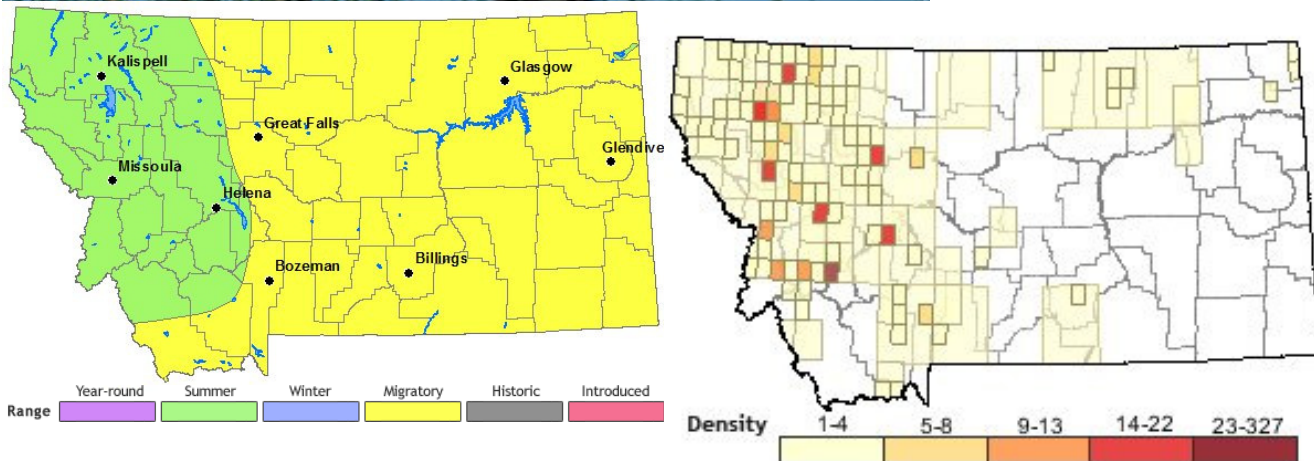 Kalispell
Glasgow
Great Falls
Glendive
Missoula
Helena
Bozeman
Billings
Year-round Summer Winter Migratory Historic Introduced
Range
Density 1-4 5-8 9-13 14-22 23-327